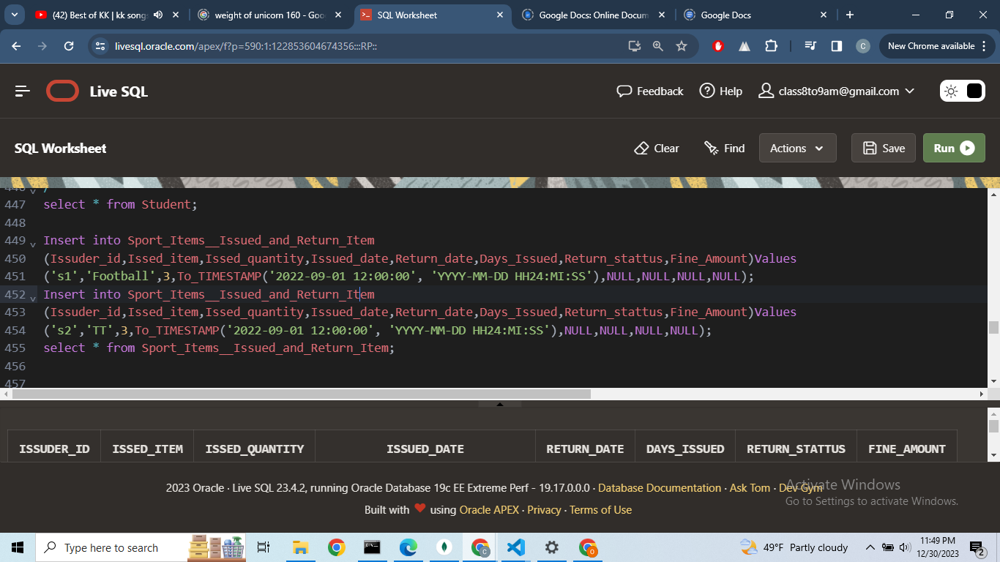 (42) Best of KK | kk songs
weight of unicorn 160 - Goo
SQL Worksheet
Google Docs: Online Docum
Google Docs
livesql.oracle.com/apex/f?p=590:1:122853604674356:::RP::
C
New Chrome available
Live SQL
Feedback
Help
class8to9am@gmail.com
SQL Worksheet
Clear
Find
Actions
Save
Run
446 /
447 select * from Student;
448
449 Insert into Sport_Items__Issued_and_Return_Item
450 (Issuder_id,Issed_item,Issed_quantity,Issued_date,Return_date,Days_Issued,Return_stattus,Fine_Amount)Values
451 ('s1','Football',3,To_TIMESTAMP('2022-09-01 12:00:00', 'YYYY-MM-DD HH24:MI:SS'),NULL,NULL,NULL,NULL);
452 Insert into Sport_Items__Issued_and_Return_Item
453 (Issuder_id,Issed_item,Issed_quantity,Issued_date,Return_date,Days_Issued,Return_stattus,Fine_Amount)Values
454 ('s2','TT',3,To_TIMESTAMP('2022-09-01 12:00:00', 'YYYY-MM-DD HH24:MI:SS'),NULL,NULL,NULL,NULL);
455 select * from Sport_Items__Issued_and_Return_Item;
456
457
ISSUDER_ID ISSED_ITEM ISSED_QUANTITY ISSUED_DATE RETURN_DATE DAYS_ISSUED RETURN_STATTUS FINE_AMOUNT
2023 Oracle · Live SQL 23.4.2, running Oracle Database 19c EE Extreme Perf - 19.17.0.0.0 · Database Documentation · Ask Tom · Dev Gym
Built with ❤ using Oracle APEX · Privacy · Terms of Use
Activate Windows
Go to Settings to activate Windows.
Type here to search
49°F Partly cloudy
11:49 PM
12/30/2023
2